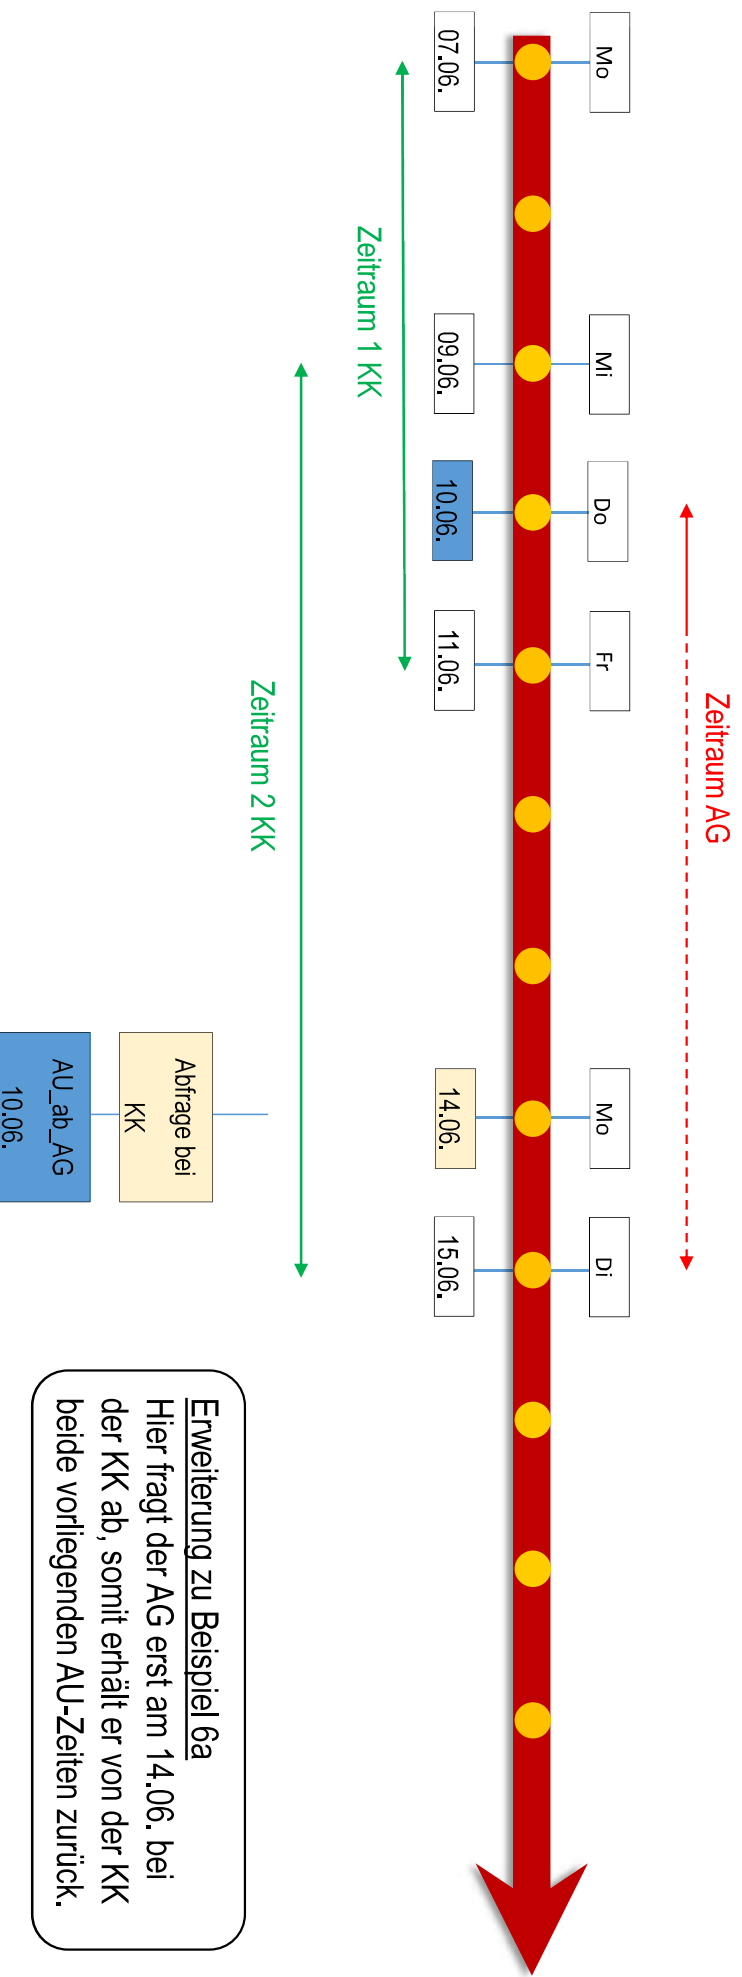 Zeitraum AG
Mo
Mi
Do
Fr
Mo
Di
07.06.
09.06.
10.06.
11.06.
14.06.
15.06.
Zeitraum 1 KK
Zeitraum 2 KK
Abfrage bei
KK
AU_ab_AG
10.06.
Erweiterung zu Beispiel 6a
Hier fragt der AG erst am 14.06. bei
der KK ab, somit erhält er von der KK
beide vorliegenden AU-Zeiten zurück.